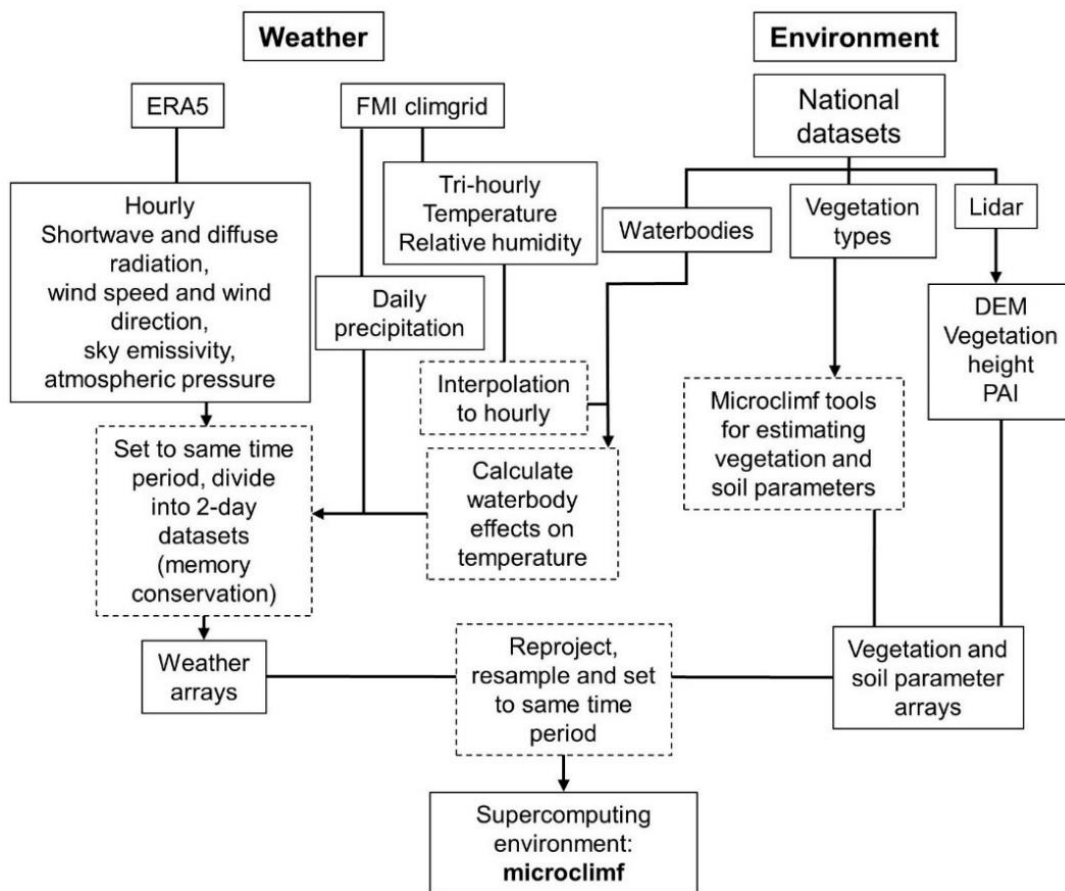 Weather
Environment
ERA5
FMI climgrid
National
datasets
Hourly
Shortwave and diffuse
radiation,
wind speed and wind
direction,
sky emissivity,
atmospheric pressure
Tri-hourly
Temperature
Relative humidity
Waterbodies
Vegetation
types
Lidar
Daily
precipitation
DEM
Vegetation
height
PAI
Interpolation
to hourly
Microclimf tools
for estimating
vegetation and
soil parameters
Set to same time
period, divide
into 2-day
datasets
(memory
conservation)
Calculate
waterbody
effects on
temperature
Weather
arrays
Reproject,
resample and set
to same time
period
Vegetation and
soil parameter
arrays
Supercomputing
environment:
microclimf